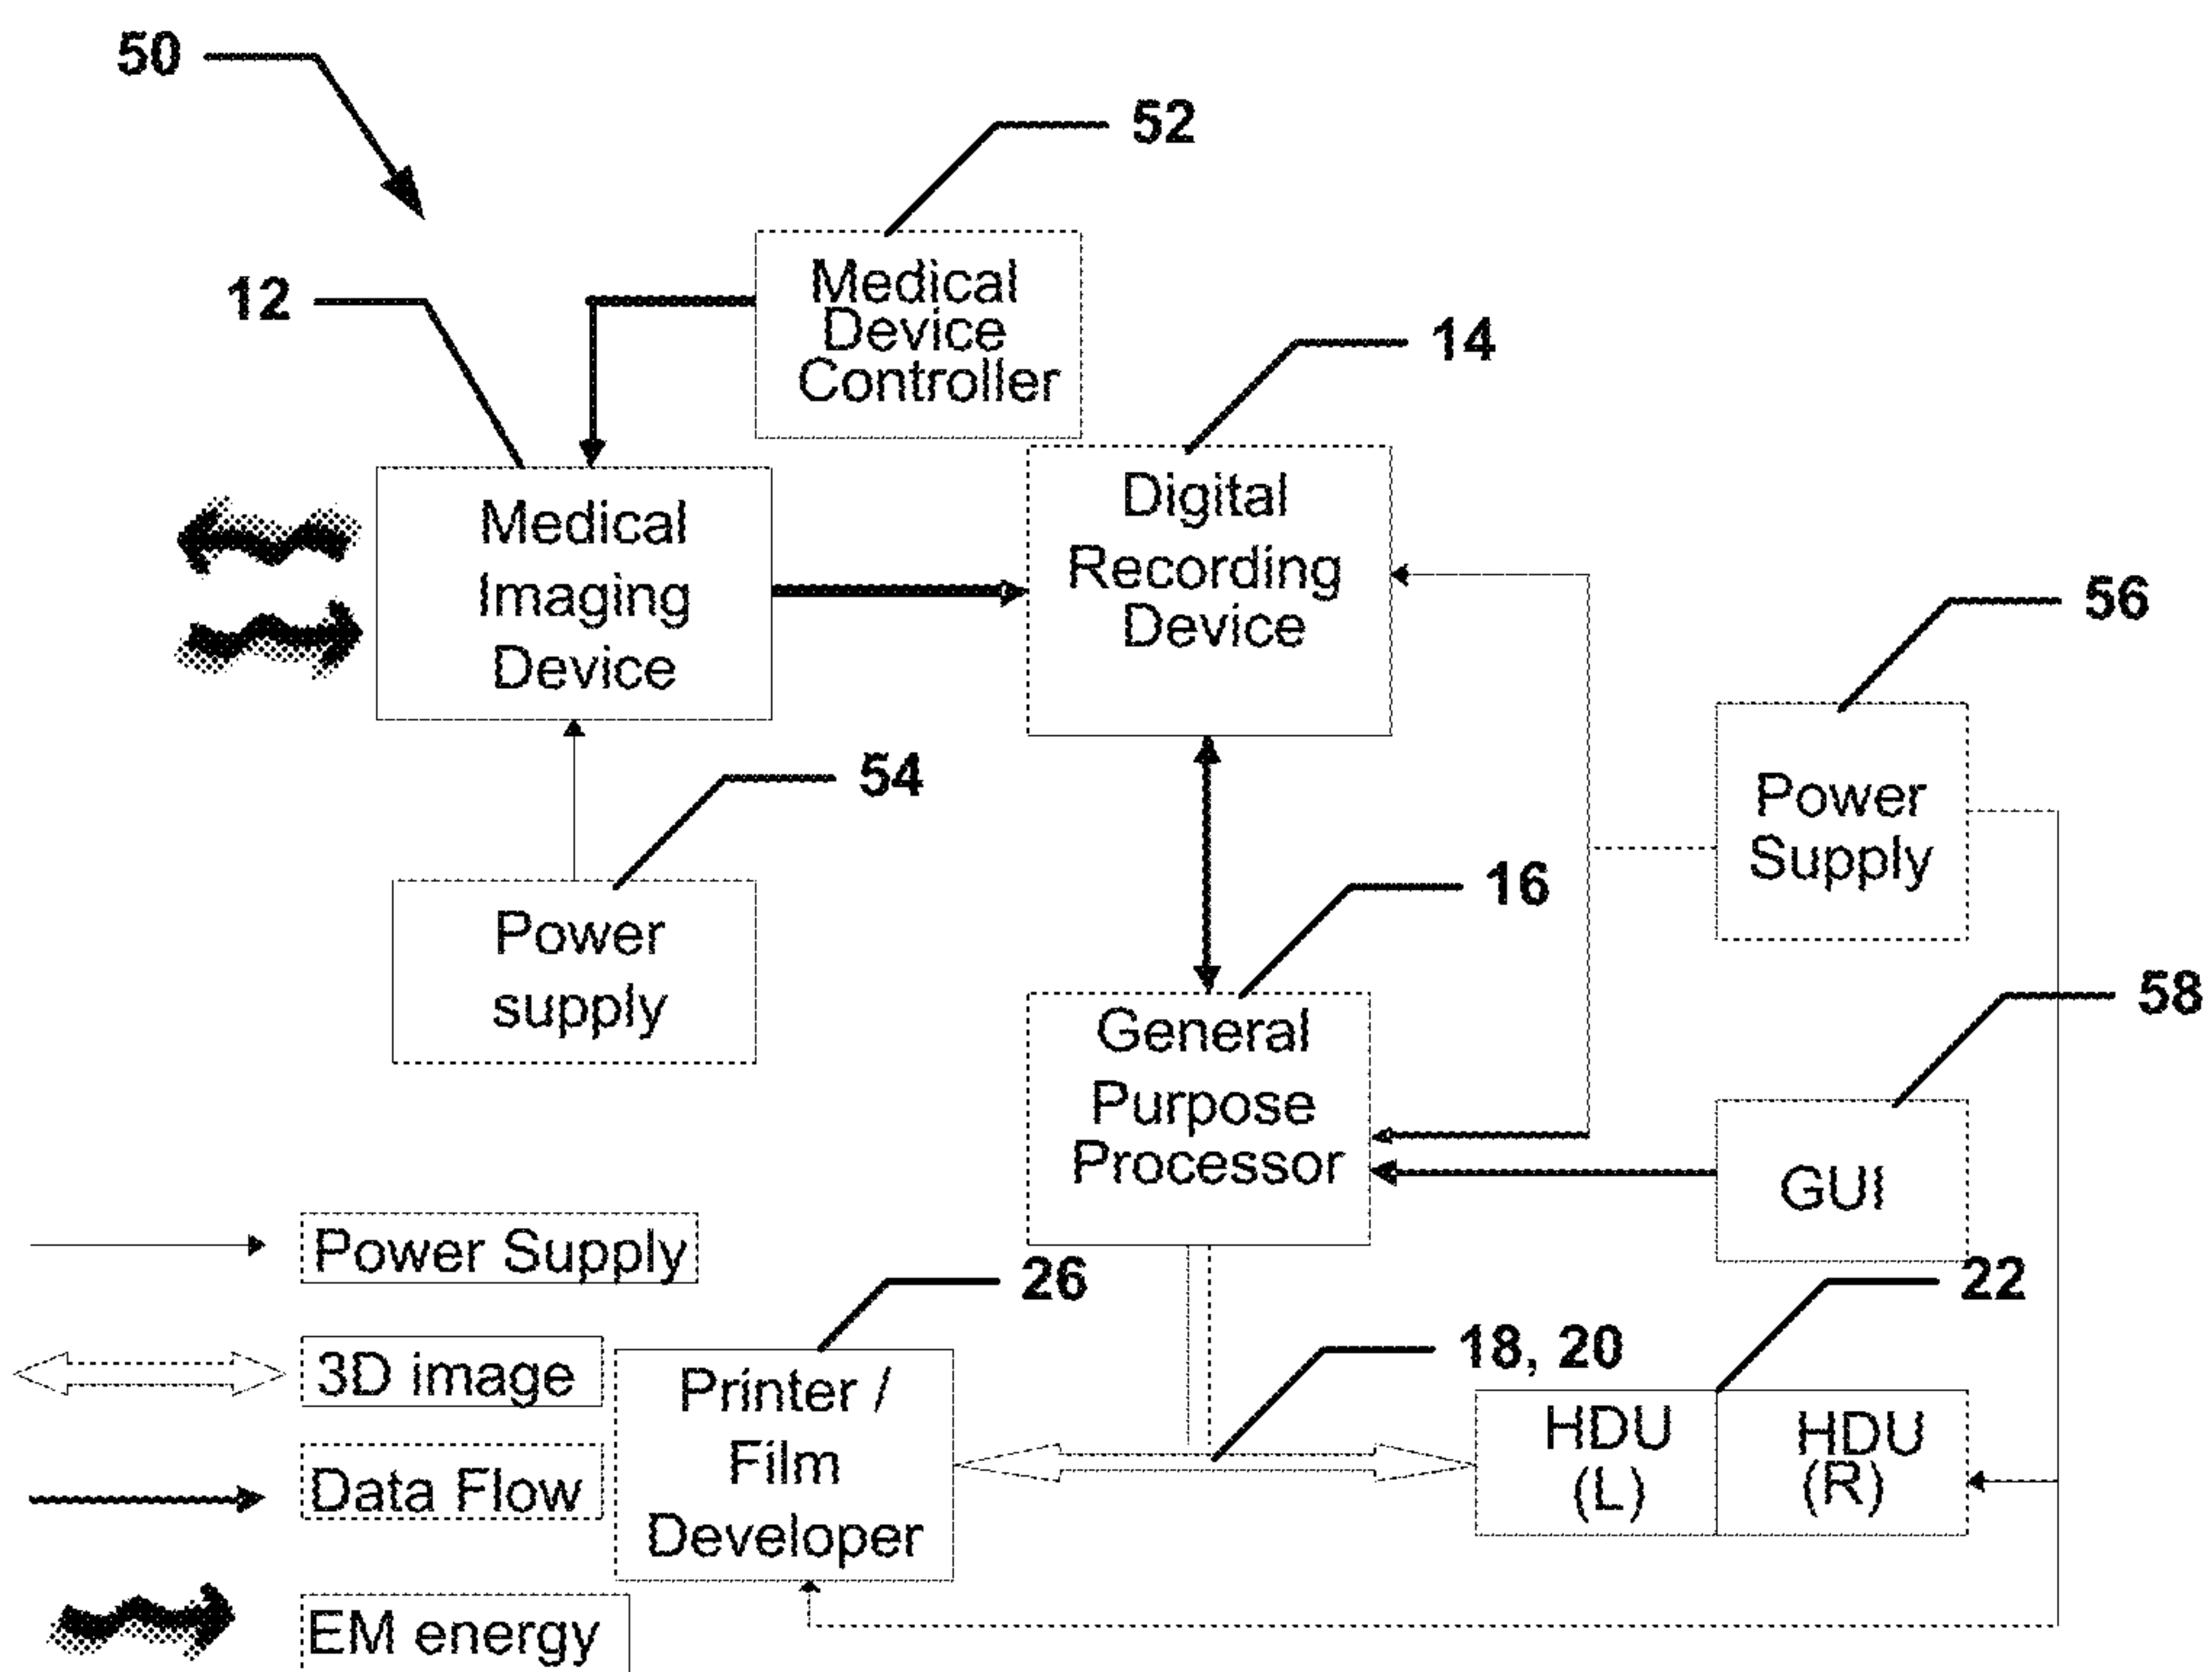 50
52
12
Medical
Device
Controller
14
Medical
Imaging
Device
Digital
Recording
Device
56
54
Power
Supply
Power
supply
16
58
General
Purpose
Processor
GUI
Power Supply
26
22
3D image
18, 20
Printer /
Film
Developer
HDU
(L)
HDU
(R)
Data Flow
EM energy